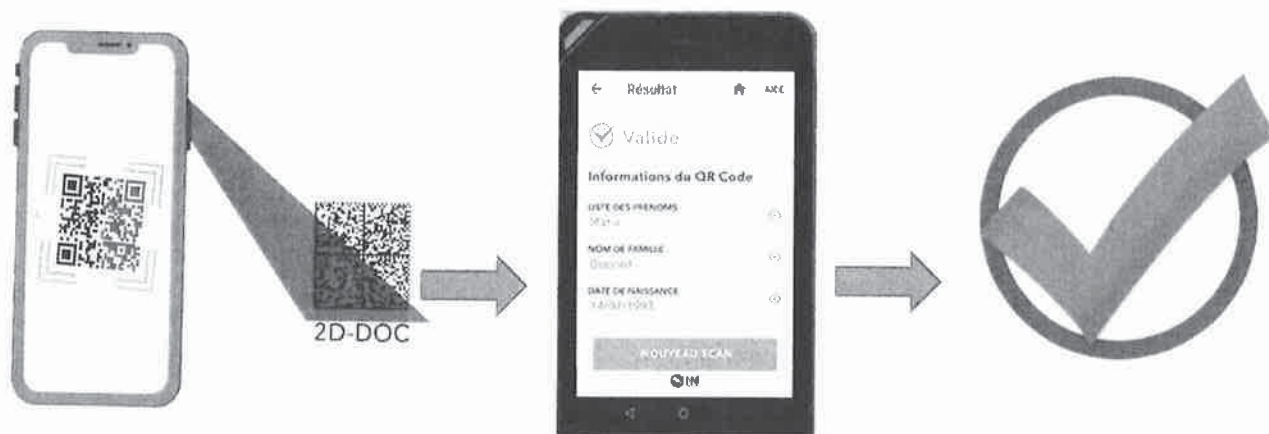 2D-DOC
Résultat
Valide
Informations du QR Code
LISTE DES PRENOMS
NOM DE FAMILLE
DATE DE NAISSANCE
NOUVEAU SCAN